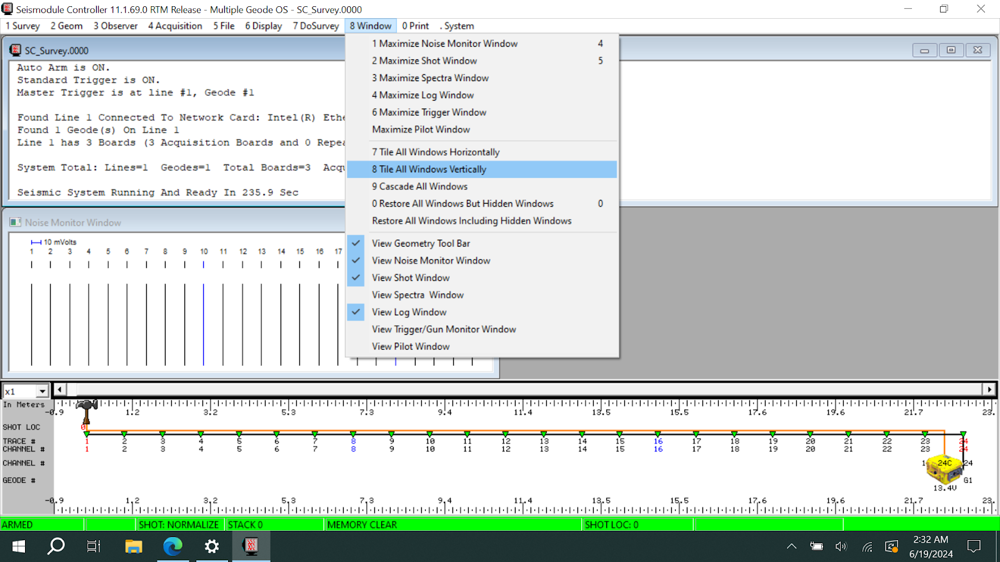 Seismodule Controller 11.1.69.0 RTM Release - Multiple Geode OS - SC_Survey.0000
1 Survey 2 Geom 3 Observer 4 Acquisition 5 File 6 Display 7 DoSurvey 8 Window 0 Print . System
SC_Survey.0000
Auto Arm is ON.
Standard Trigger is ON.
Master Trigger is at line #1, Geode #1
Found Line 1 Connected To Network Card: Intel(R) Ethe
Found 1 Geode(s) On Line 1
Line 1 has 3 Boards (3 Acquisition Boards and 0 Repea
System Total: Lines=1 Geodes=1 Total Boards=3 Acqu
Seismic System Running And Ready In 235.9 Sec
1 Maximize Noise Monitor Window 4
2 Maximize Shot Window 5
3 Maximize Spectra Window
4 Maximize Log Window
6 Maximize Trigger Window
Maximize Pilot Window
7 Tile All Windows Horizontally
8 Tile All Windows Vertically
9 Cascade All Windows
0 Restore All Windows But Hidden Windows 0
Restore All Windows Including Hidden Windows
View Geometry Tool Bar
View Noise Monitor Window
View Shot Window
View Spectra Window
View Log Window
View Trigger/Gun Monitor Window
View Pilot Window
Noise Monitor Window
10 mVolts
1 2 3 4 5 6 7 8 9 10 11 12 13 14 15 16 17
x1
In Meters
-0.9 1.2 3.2 5.3 7.3 9.4 11.4 13.5 15.5 17.6 19.6 21.7 23.
SHOT LOC 0
TRACE # 1 2 3 4 5 6 7 8 9 10 11 12 13 14 15 16 17 18 19 20 21 22 23 24
CHANNEL # 1 2 3 4 5 6 7 8 9 10 11 12 13 14 15 16 17 18 19 20 21 22 23 24
CHANNEL # 1 24C 24
GEODE # G1
13.4V
-0.9 1.2 3.2 5.3 7.3 9.4 11.4 13.5 15.5 17.6 19.6 21.7 23.
ARMED SHOT: NORMALIZE STACK 0 MEMORY CLEAR SHOT LOC: 0
2:32 AM
6/19/2024